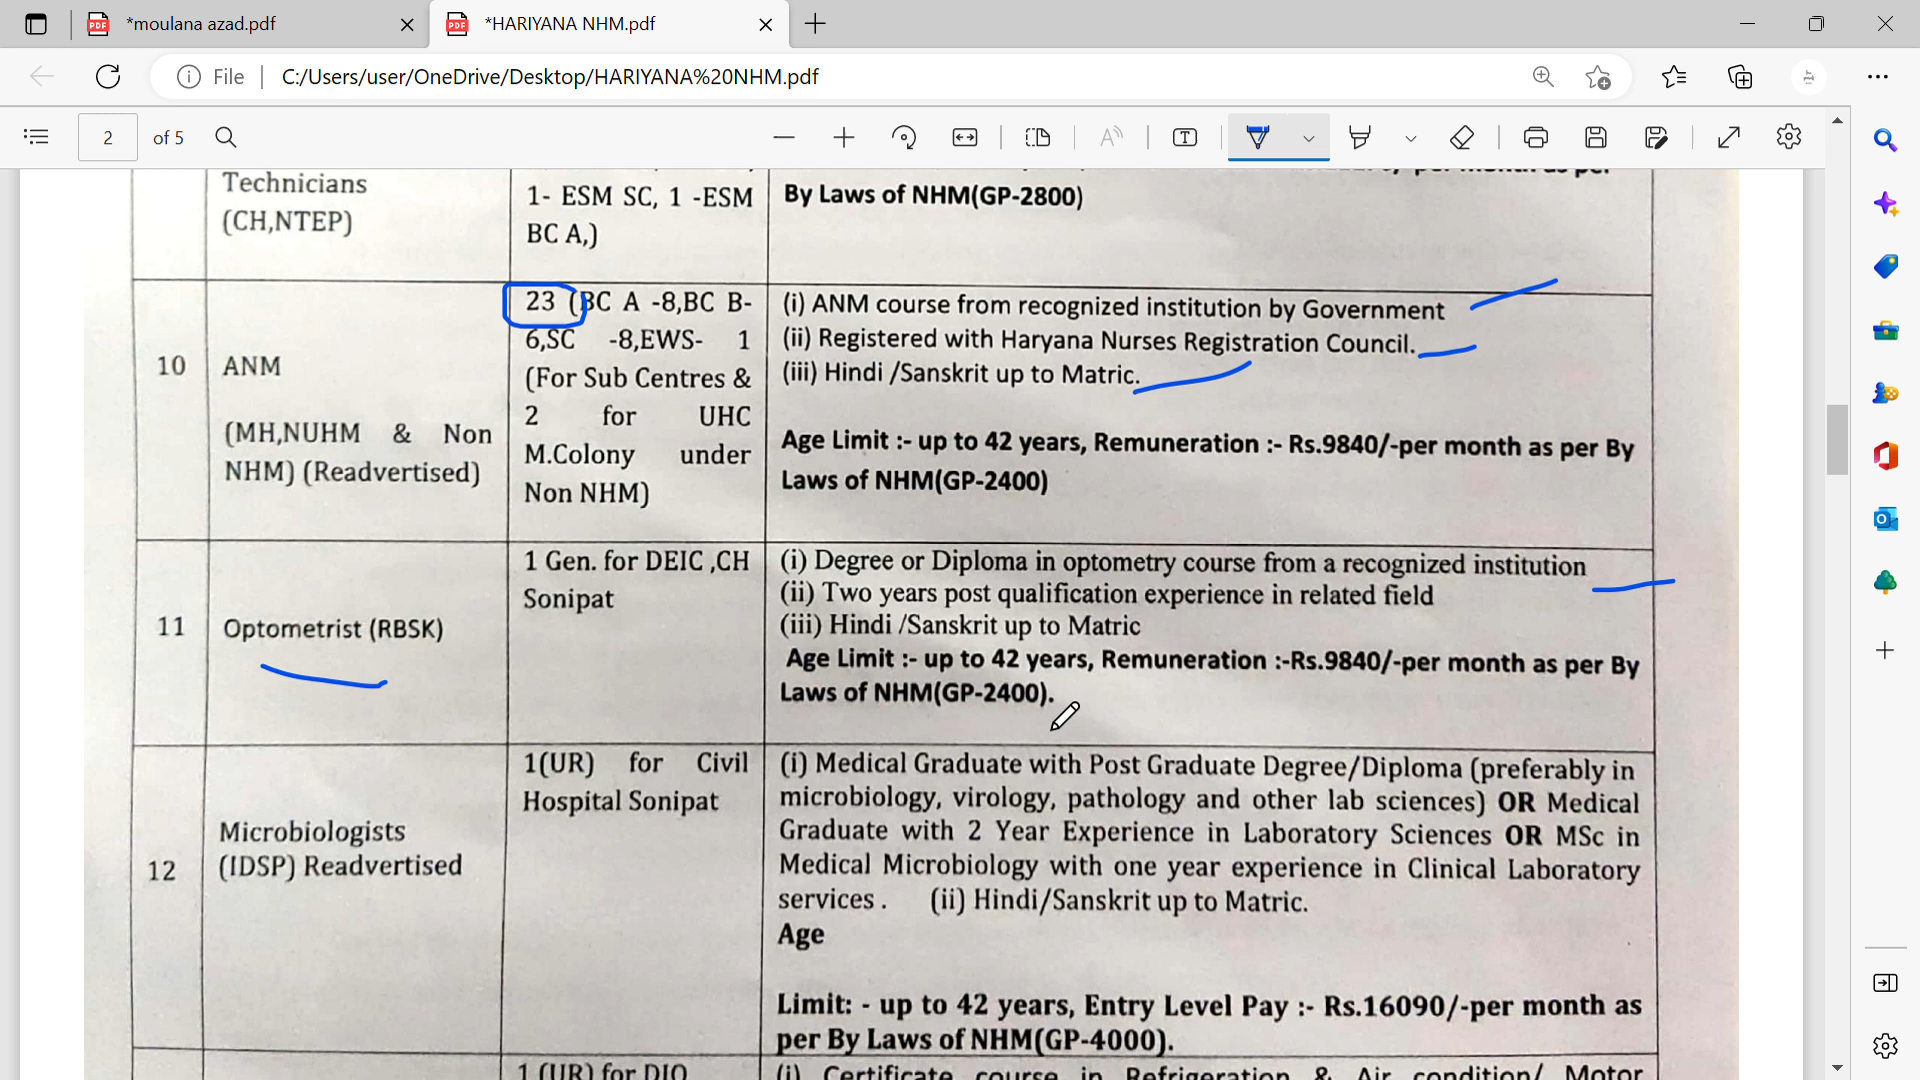 *moulana azad.pdf
*HARIYANA NHM.pdf
File
C:/Users/user/OneDrive/Desktop/HARIYANA%20NHM.pdf
2
of 5
Technicians
(CH,NTEP)
1- ESM SC, 1 -ESM
BC A,)
By Laws of NHM(GP-2800)
10
ANM
(MH,NUHM & Non
NHM) (Readvertised)
23 (BC A -8,BC B-
6,SC -8,EWS- 1
(For Sub Centres &
2 for UHC
M.Colony under
Non NHM)
(i) ANM course from recognized institution by Government
(ii) Registered with Haryana Nurses Registration Council.
(iii) Hindi /Sanskrit up to Matric.
Age Limit :- up to 42 years, Remuneration :- Rs.9840/-per month as per By
Laws of NHM(GP-2400)
11
Optometrist (RBSK)
1 Gen. for DEIC ,CH
Sonipat
(i) Degree or Diploma in optometry course from a recognized institution
(ii) Two years post qualification experience in related field
(iii) Hindi /Sanskrit up to Matric
Age Limit :- up to 42 years, Remuneration :-Rs.9840/-per month as per By
Laws of NHM(GP-2400).
12
Microbiologists
(IDSP) Readvertised
1(UR) for Civil
Hospital Sonipat
(i) Medical Graduate with Post Graduate Degree/Diploma (preferably in
microbiology, virology, pathology and other lab sciences) OR Medical
Graduate with 2 Year Experience in Laboratory Sciences OR MSc in
Medical Microbiology with one year experience in Clinical Laboratory
services . (ii) Hindi/Sanskrit up to Matric.
Age
Limit: - up to 42 years, Entry Level Pay :- Rs.16090/-per month as
per By Laws of NHM(GP-4000).
1 (UR) for DIO
(i) Certificate course in Refrigeration & Air condition/ Motor